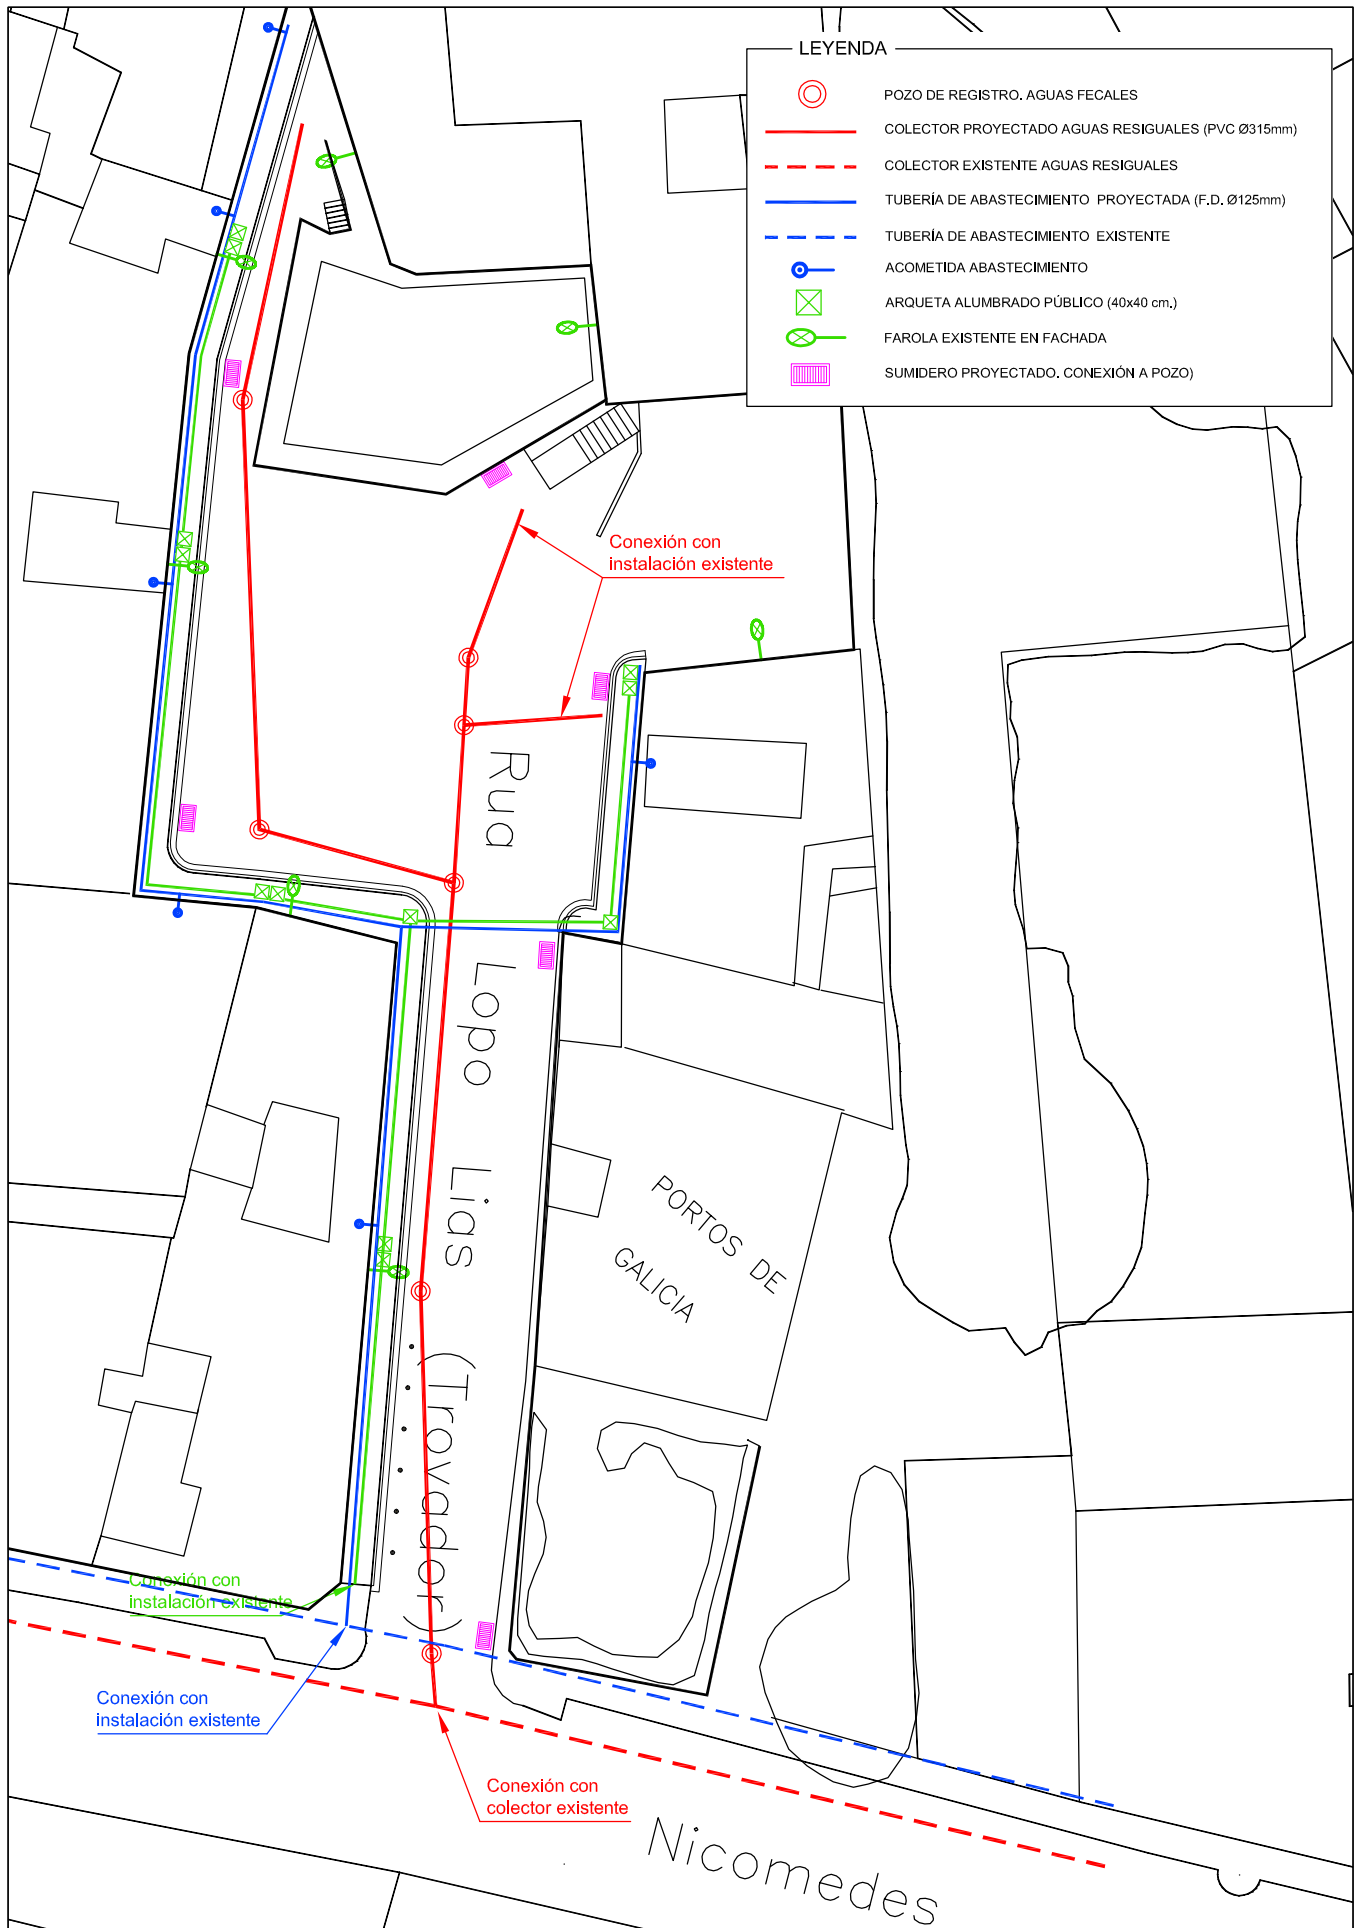 LEYENDA
POZO DE REGISTRO. AGUAS FECALES
COLECTOR PROYECTADO AGUAS RESIGUALES (PVC Ø315mm)
COLECTOR EXISTENTE AGUAS RESIGUALES
TUBERÍA DE ABASTECIMIENTO PROYECTADA (F.D. Ø125mm)
TUBERÍA DE ABASTECIMIENTO EXISTENTE
ACOMETIDA ABASTECIMIENTO
ARQUETA ALUMBRADO PÚBLICO (40x40 cm.)
FAROLA EXISTENTE EN FACHADA
SUMIDERO PROYECTADO. CONEXIÓN A POZO)
Conexión con
instalación existente
Rua Lopo Lias (Trovador)
PORTOS DE
GALICIA
Conexión con
instalación existente
Conexión con
instalación existente
Conexión con
colector existente
Nicomedes